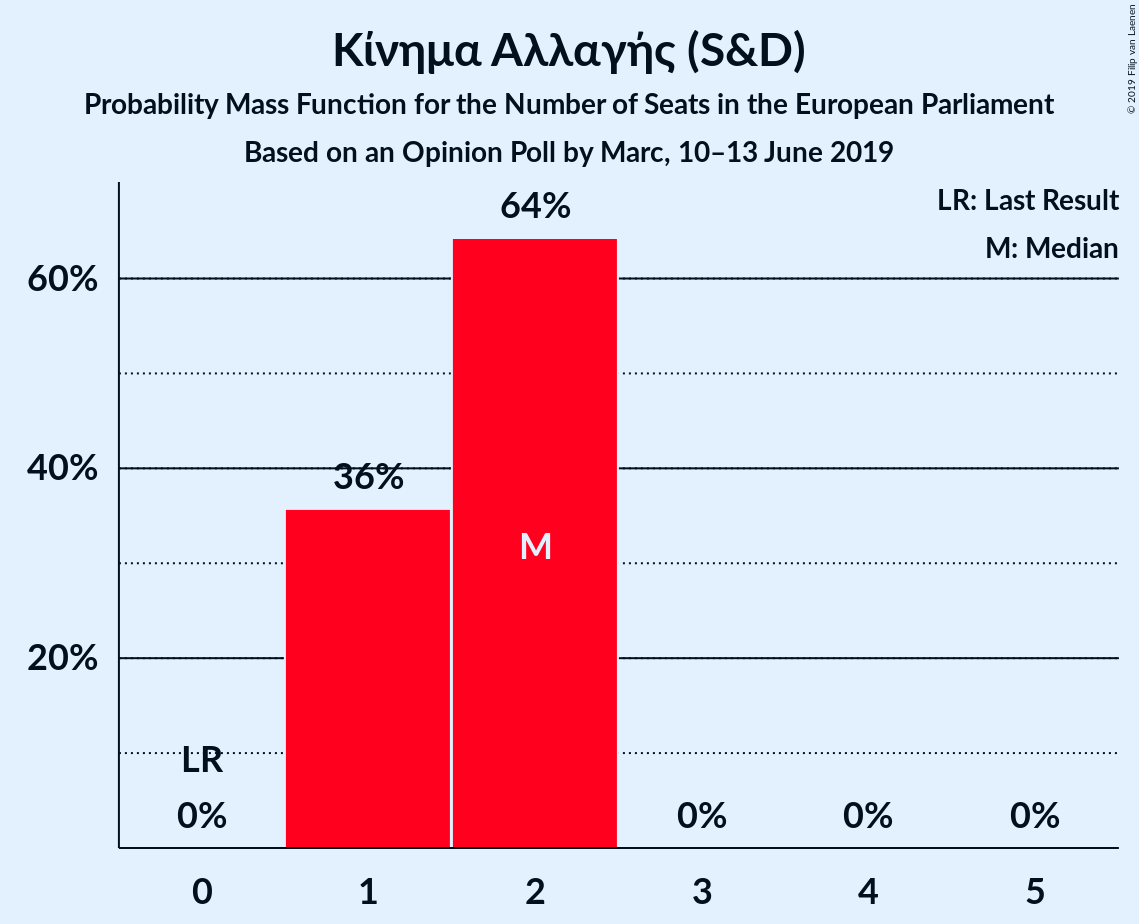 Κίνημα Αλλαγής (S&D)
Probability Mass Function for the Number of Seats in the European Parliament
Based on an Opinion Poll by Marc, 10–13 June 2019
© 2019 Filip van Laenen
LR: Last Result
M: Median
60%
40%
20%
LR
0%
36%
64%
M
0%
0%
0%
0
1
2
3
4
5